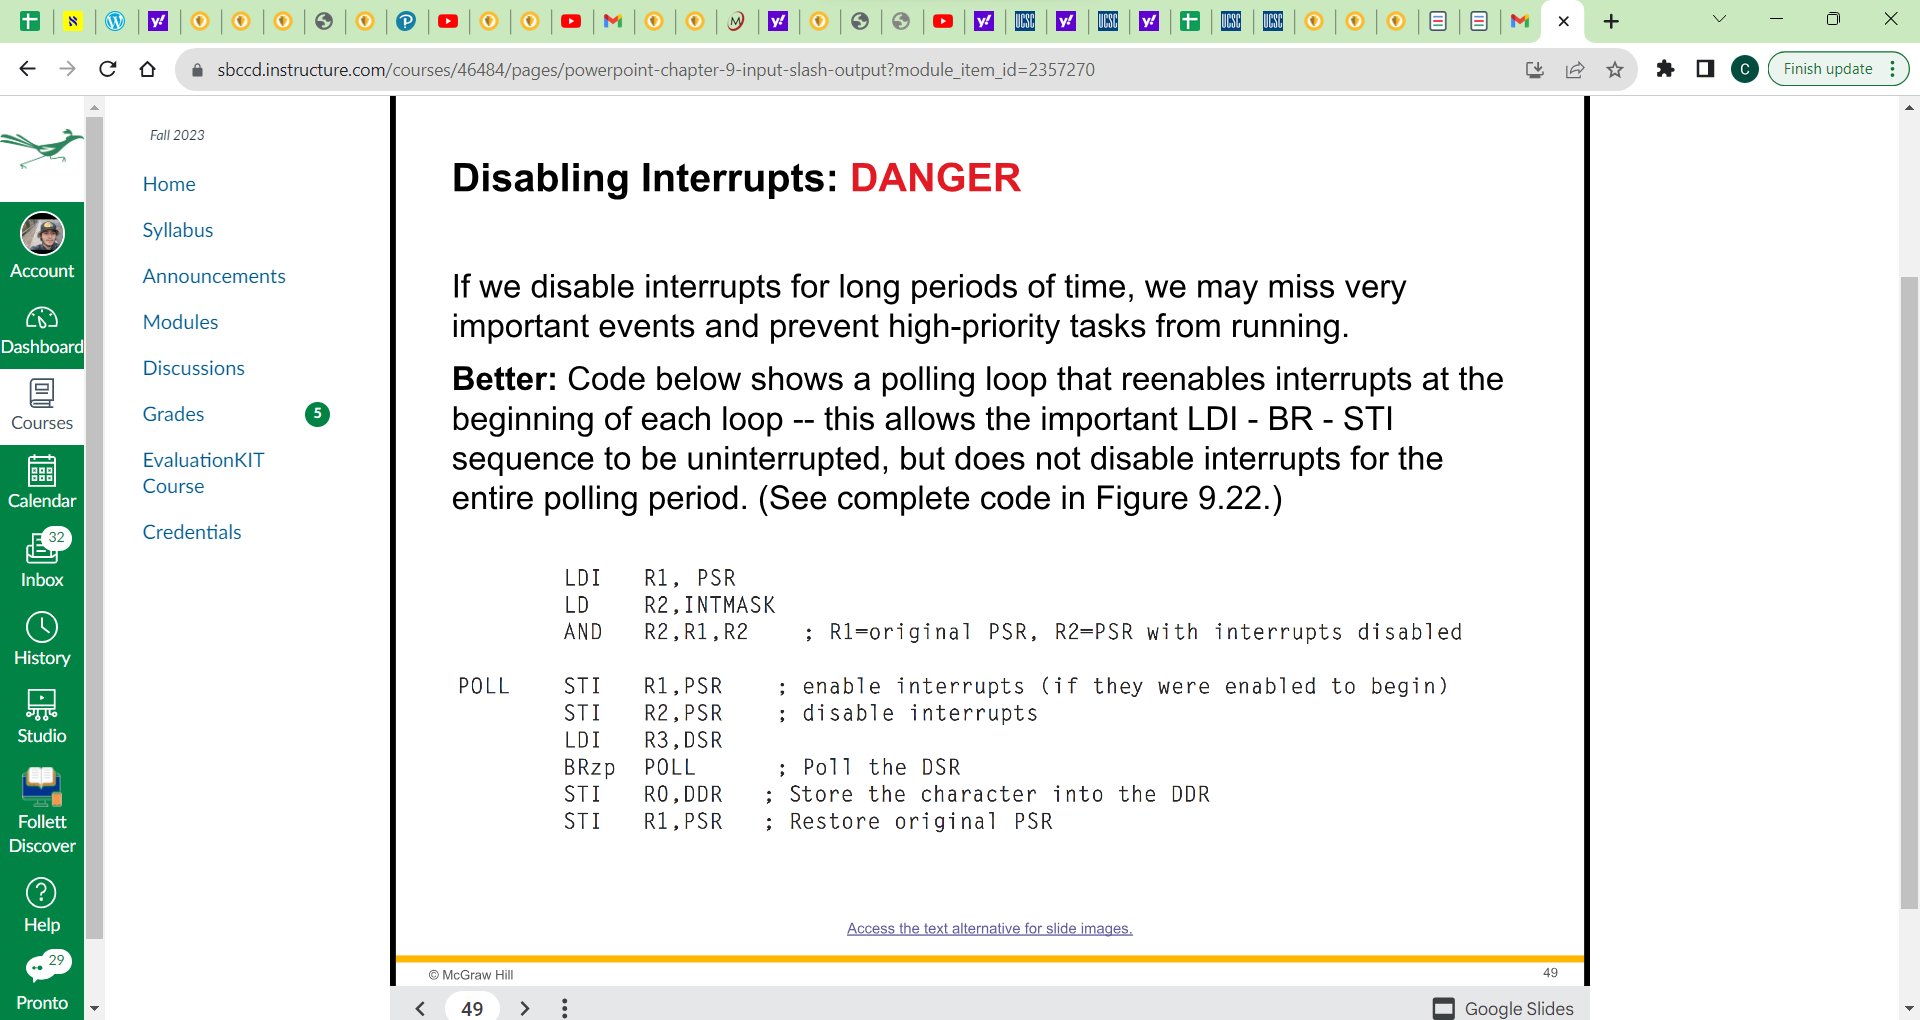 sbccd.instructure.com/courses/46484/pages/powerpoint-chapter-9-input-slash-output?module_item_id=2357270
C
Finish update
Fall 2023
Home
Syllabus
Announcements
Modules
Discussions
Grades 5
EvaluationKIT
Course
Credentials
Account
Dashboard
Courses
Calendar
32
Inbox
History
Studio
Follett
Discover
Help
29
Pronto
Disabling Interrupts: DANGER
If we disable interrupts for long periods of time, we may miss very
important events and prevent high-priority tasks from running.
Better: Code below shows a polling loop that reenables interrupts at the
beginning of each loop -- this allows the important LDI - BR - STI
sequence to be uninterrupted, but does not disable interrupts for the
entire polling period. (See complete code in Figure 9.22.)
LDI R1, PSR
LD R2,INTMASK
AND R2,R1,R2 ; R1=original PSR, R2=PSR with interrupts disabled
POLL STI R1,PSR ; enable interrupts (if they were enabled to begin)
STI R2,PSR ; disable interrupts
LDI R3,DSR
BRzp POLL ; Poll the DSR
STI R0,DDR ; Store the character into the DDR
STI R1,PSR ; Restore original PSR
Access the text alternative for slide images.
© McGraw Hill 49
49
Google Slides